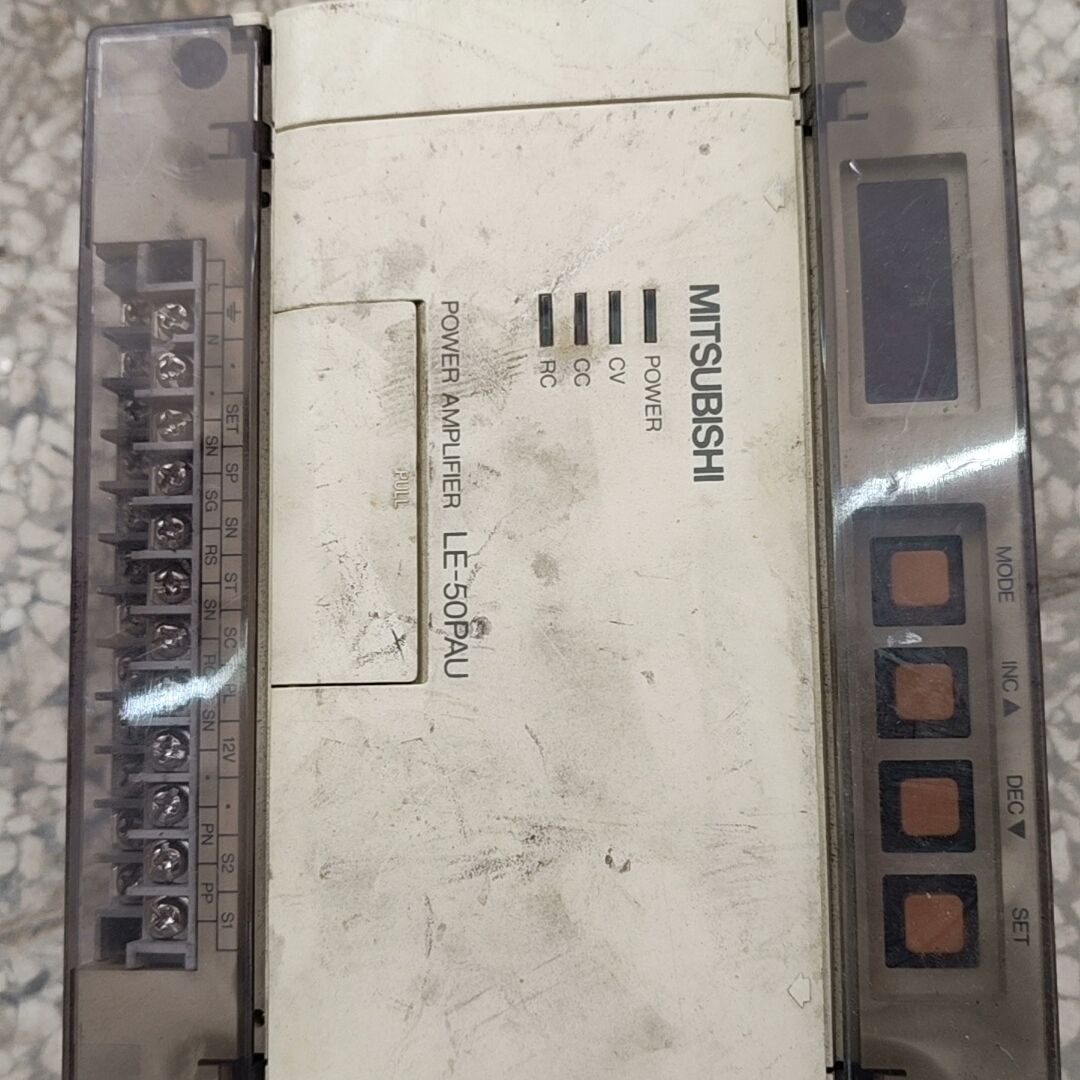 MITSUBISHI
POWER
CV
CC
RC
POWER AMPLIFIER LE-50PAU
PULL
MODE
INC ▲
DEC ▼
SET
SET SP SN ST SC PL 12V • S2 S1
L N • SN SG RS SN SN • PN PP